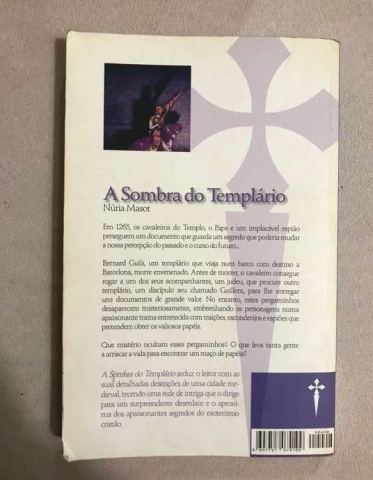 A Sombra do Templário
Núria Masot
Em 1265, os cavaleiros do Templo, o Papa e um implacável espião
perseguem um documento que guarda um segredo que poderia mudar
a nossa percepção do passado e o curso do futuro...
Bernard Guils, um templário que viaja num barco com destino a
Barcelona, morre envenenado. Antes de morrer, o cavaleiro consegue
rogar a um dos seus acompanhantes, um judeu, que procure outro
templário, um discípulo seu chamado Guillem, para lhe entregar
uns documentos de grande valor. No entanto, esses pergaminhos
desaparecem misteriosamente, embrenhando as personagens numa
apaixonante trama entretecida com traições, esconderijos e espiões que
pretendem obter os valiosos papéis.
Que mistério ocultam esses pergaminhos? O que leva tanta gente
a arriscar a vida para encontrar um maço de papéis?
A Sombra do Templário seduz o leitor com as
suas detalhadas descrições de uma cidade me-
dieval, tecendo uma rede de intriga que o dirige
para um surpreendente desenlace e o aproxi-
ma dos apaixonantes segredos do esoterismo
cristão.